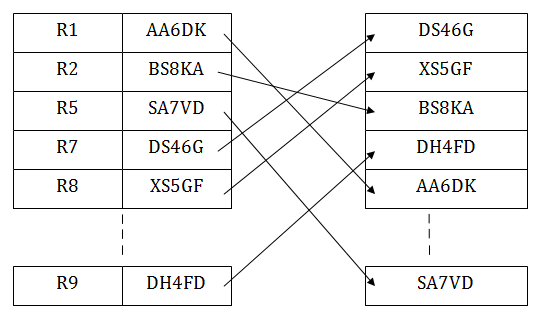 R1 AA6DK DS46G
R2 BS8KA XS5GF
R5 SA7VD BS8KA
R7 DS46G DH4FD
R8 XS5GF AA6DK
R9 DH4FD SA7VD